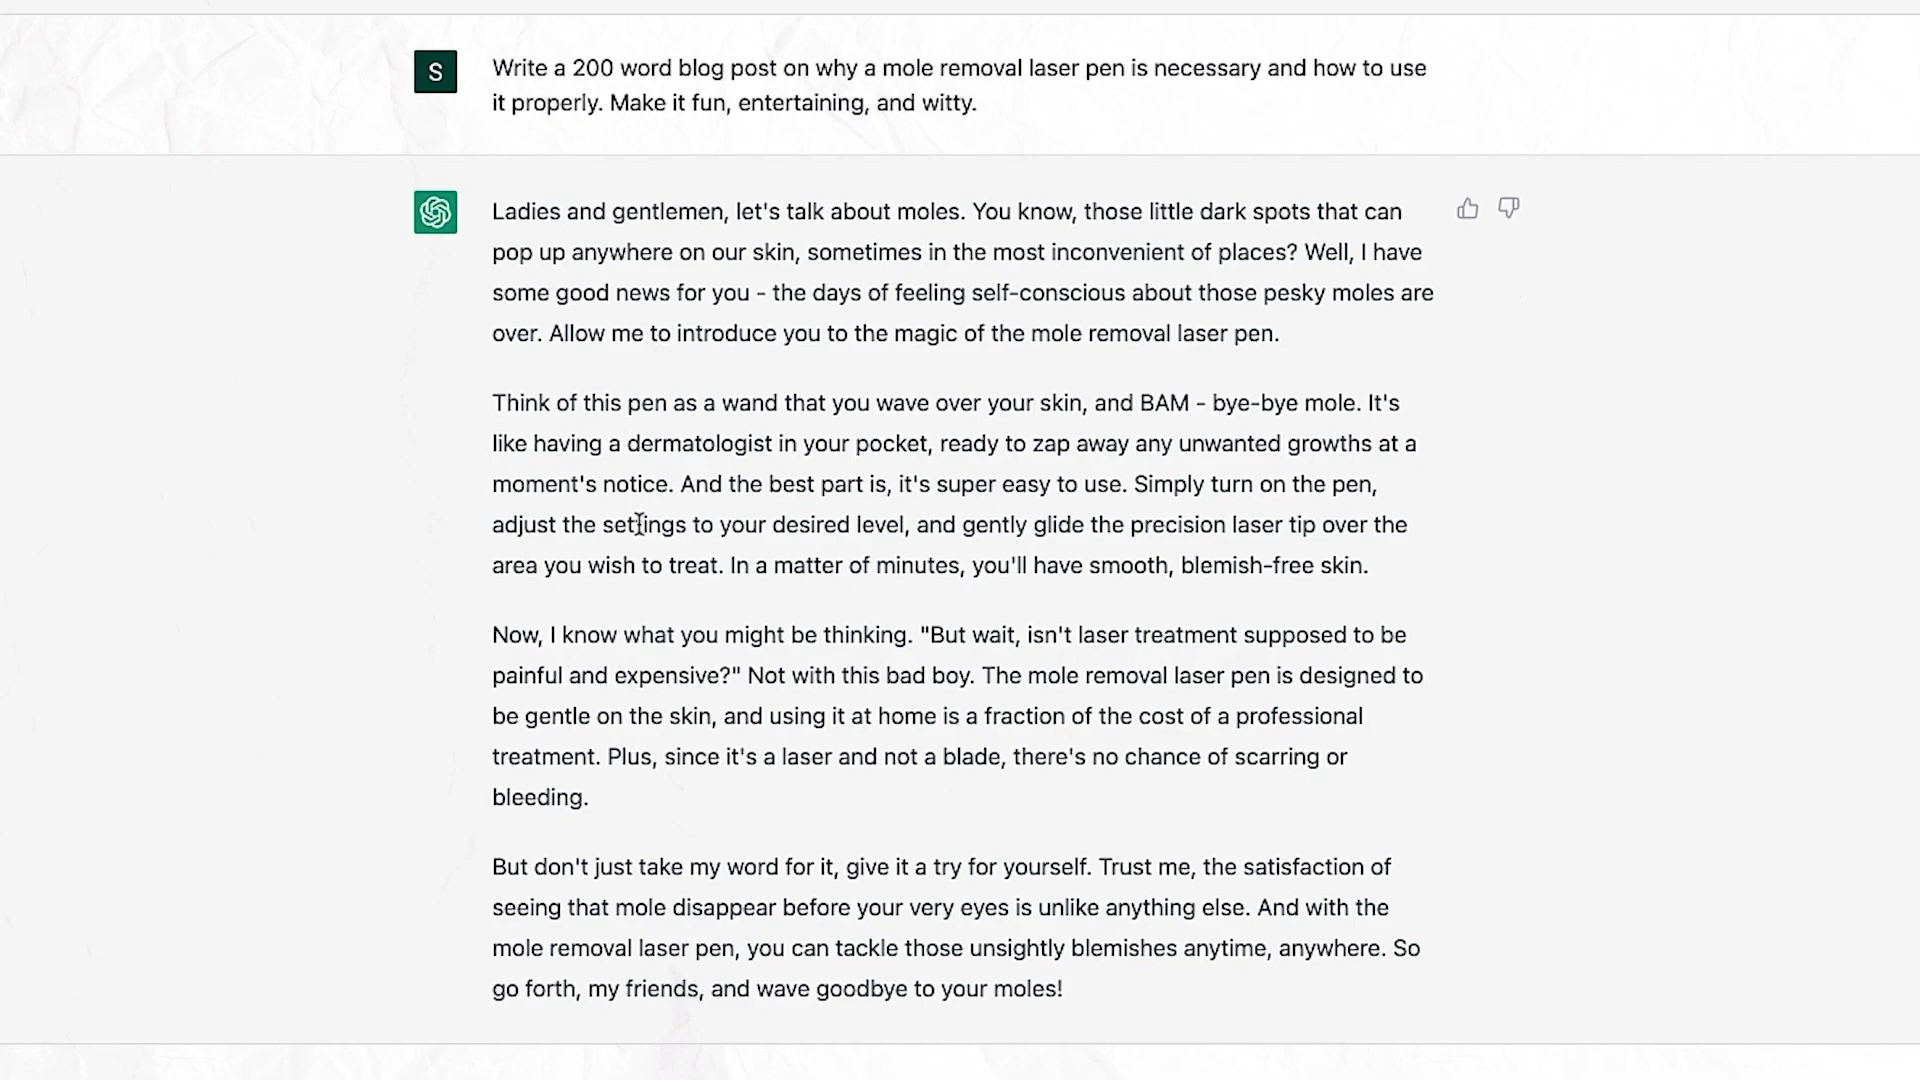 S
Write a 200 word blog post on why a mole removal laser pen is necessary and how to use
it properly. Make it fun, entertaining, and witty.
Ladies and gentlemen, let's talk about moles. You know, those little dark spots that can
pop up anywhere on our skin, sometimes in the most inconvenient of places? Well, I have
some good news for you - the days of feeling self-conscious about those pesky moles are
over. Allow me to introduce you to the magic of the mole removal laser pen.
Think of this pen as a wand that you wave over your skin, and BAM - bye-bye mole. It's
like having a dermatologist in your pocket, ready to zap away any unwanted growths at a
moment's notice. And the best part is, it's super easy to use. Simply turn on the pen,
adjust the settings to your desired level, and gently glide the precision laser tip over the
area you wish to treat. In a matter of minutes, you'll have smooth, blemish-free skin.
Now, I know what you might be thinking. "But wait, isn't laser treatment supposed to be
painful and expensive?" Not with this bad boy. The mole removal laser pen is designed to
be gentle on the skin, and using it at home is a fraction of the cost of a professional
treatment. Plus, since it's a laser and not a blade, there's no chance of scarring or
bleeding.
But don't just take my word for it, give it a try for yourself. Trust me, the satisfaction of
seeing that mole disappear before your very eyes is unlike anything else. And with the
mole removal laser pen, you can tackle those unsightly blemishes anytime, anywhere. So
go forth, my friends, and wave goodbye to your moles!